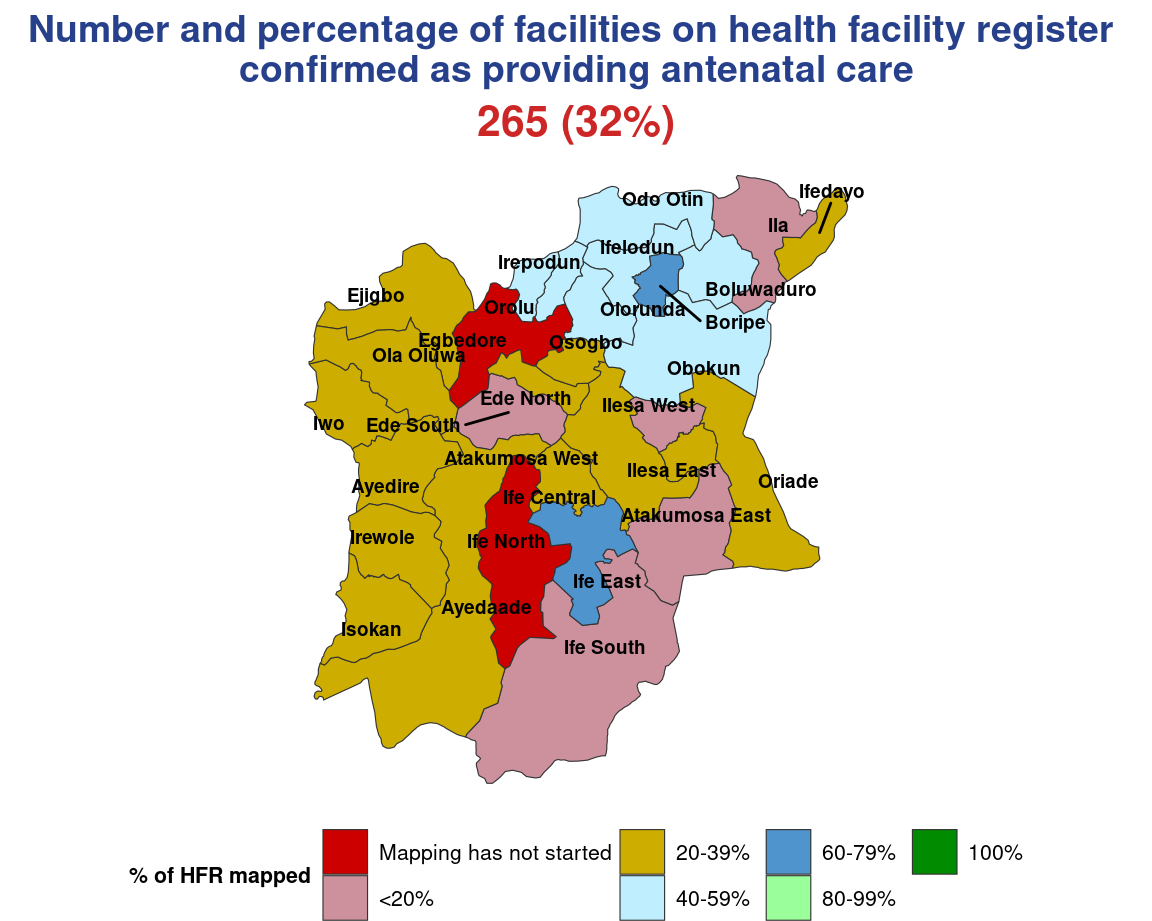 Number and percentage of facilities on health facility register
confirmed as providing antenatal care
265 (32%)
Ifedayo
Odo Otin
Ila
Ifelodun
Irepodun
Boluwaduro
Ejigbo
Orolu
Olorunda
Boripe
Egbedore
Osogbo
Ola Oluwa
Obokun
Ede North
Ilesa West
Iwo
Ede South
Atakumosa West
Ilesa East
Oriade
Ayedire
Ife Central
Atakumosa East
Irewole
Ife North
Ife East
Ayedaade
Isokan
Ife South
% of HFR mapped
Mapping has not started
<20%
20-39%
40-59%
60-79%
80-99%
100%